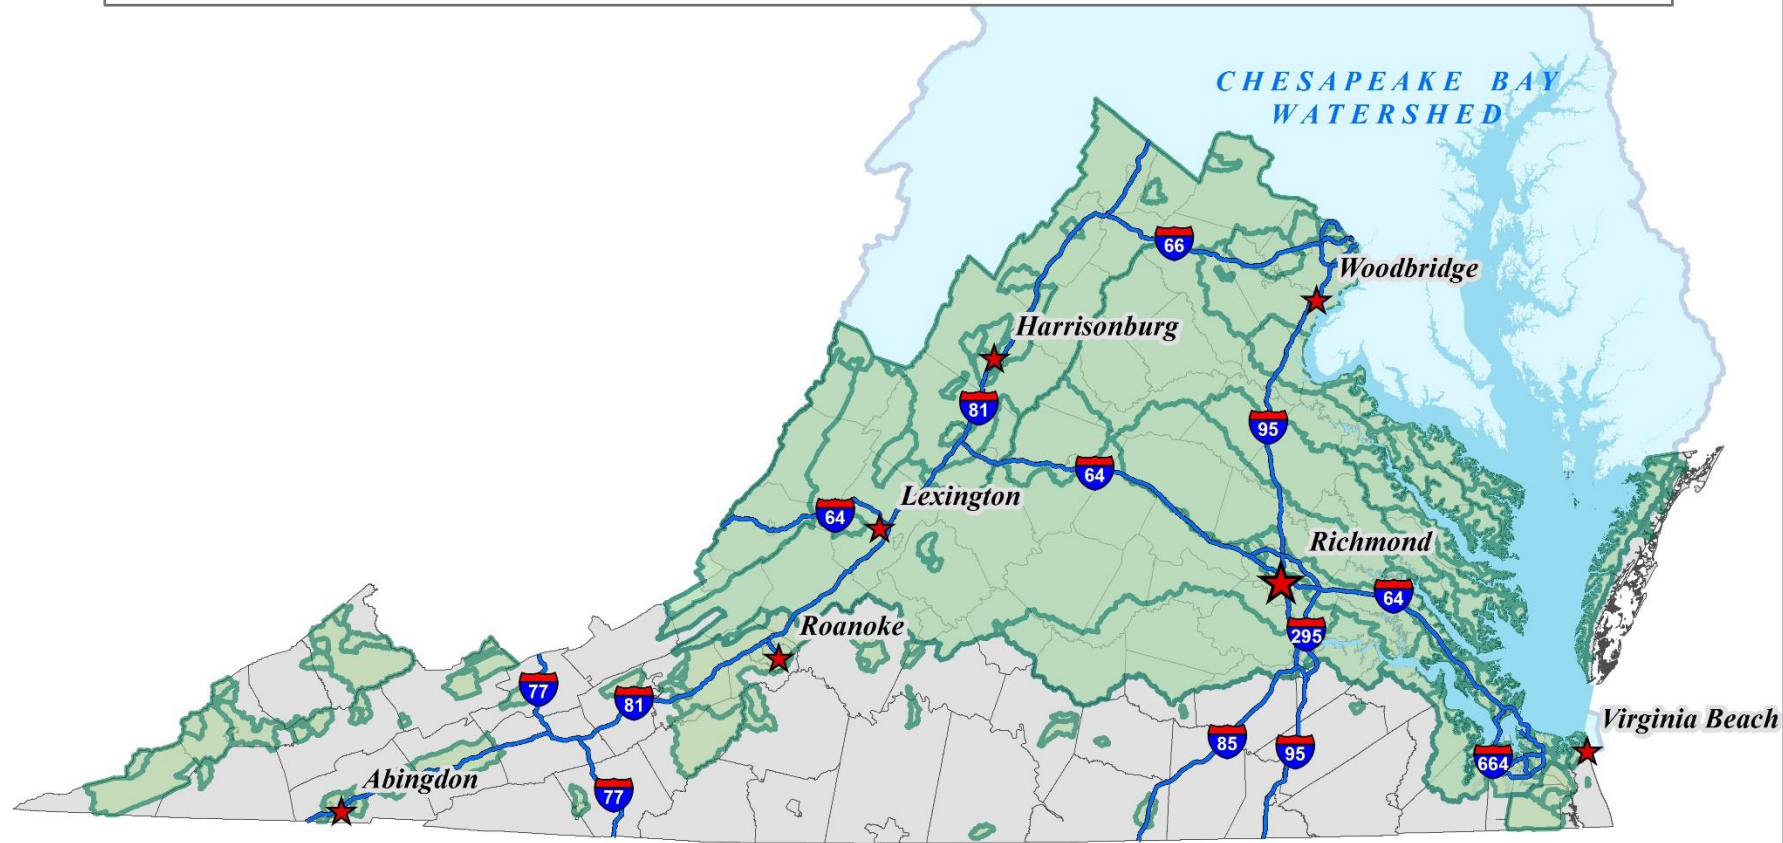 CHESAPEAKE BAY
WATERSHED
66
Woodbridge
Harrisonburg
81
95
64
Lexington
64
Richmond
64
Roanoke
295
77
81
Virginia Beach
85
95
664
Abingdon
77